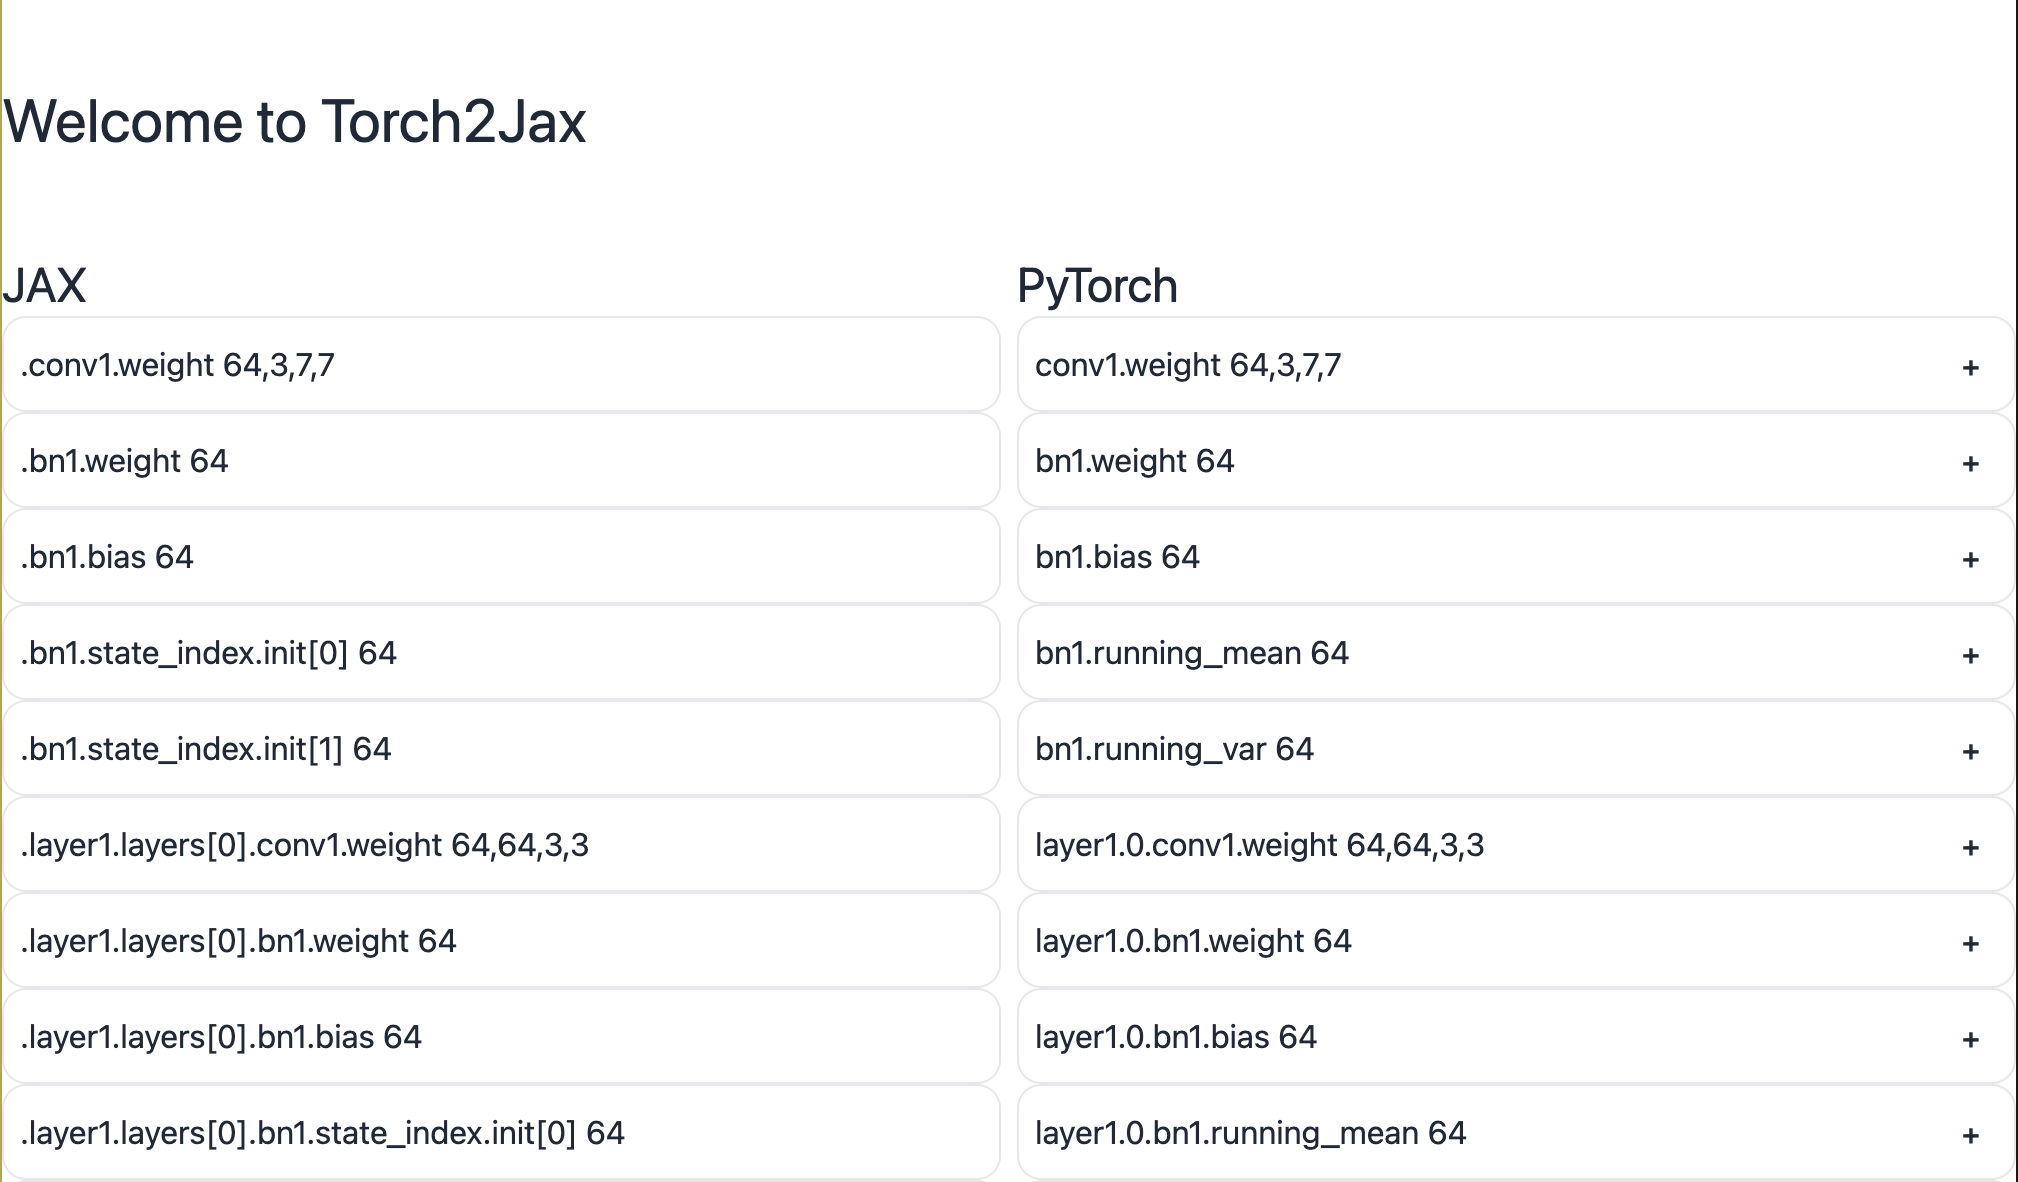 Welcome to Torch2Jax
JAX
.conv1.weight 64,3,7,7
.bn1.weight 64
.bn1.bias 64
.bn1.state_index.init[0] 64
.bn1.state_index.init[1] 64
.layer1.layers[0].conv1.weight 64,64,3,3
.layer1.layers[0].bn1.weight 64
.layer1.layers[0].bn1.bias 64
.layer1.layers[0].bn1.state_index.init[0] 64
PyTorch
conv1.weight 64,3,7,7 +
bn1.weight 64 +
bn1.bias 64 +
bn1.running_mean 64 +
bn1.running_var 64 +
layer1.0.conv1.weight 64,64,3,3 +
layer1.0.bn1.weight 64 +
layer1.0.bn1.bias 64 +
layer1.0.bn1.running_mean 64 +